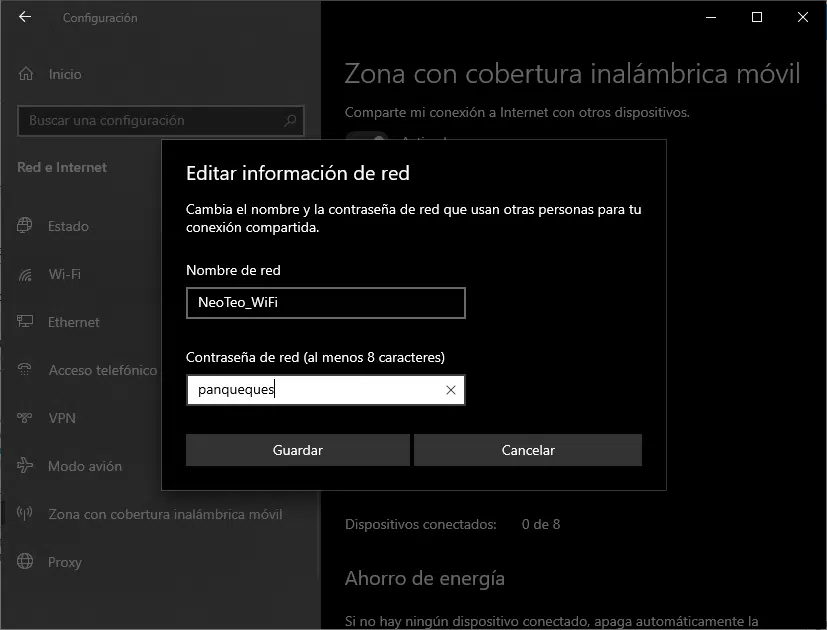 Configuración
Inicio
Buscar una configuración
Red e Internet
Estado
Wi-Fi
Ethernet
Acceso telefónico
VPN
Modo avión
Zona con cobertura inalámbrica móvil
Proxy
Zona con cobertura inalámbrica móvil
Comparte mi conexión a Internet con otros dispositivos.
Editar información de red
Cambia el nombre y la contraseña de red que usan otras personas para tu
conexión compartida.
Nombre de red
NeoTeo_WiFi
Contraseña de red (al menos 8 caracteres)
panqueques
Guardar
Cancelar
Dispositivos conectados: 0 de 8
Ahorro de energía
Si no hay ningún dispositivo conectado, apaga automáticamente la